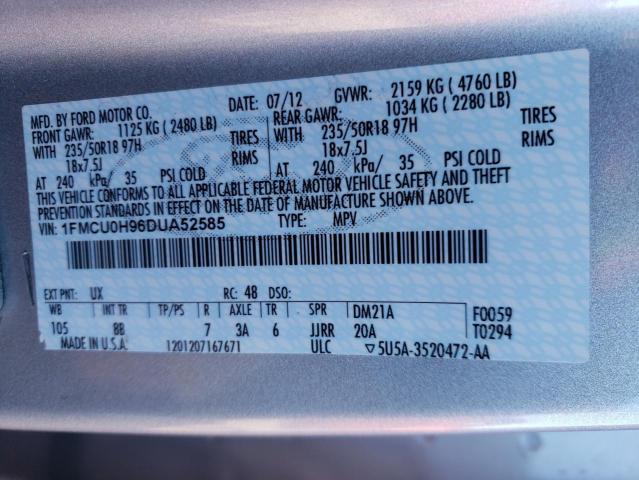 MFD. BY FORD MOTOR CO. DATE: 07/12 GVWR: 2159 KG ( 4760 LB)
FRONT GAWR: 1125 KG ( 2480 LB) REAR GAWR: 1034 KG ( 2280 LB)
WITH 235/50R18 97H TIRES WITH 235/50R18 97H TIRES
18x7.5J RIMS 18x7.5J RIMS
AT 240 kPa/ 35 PSI COLD AT 240 kPa/ 35 PSI COLD
THIS VEHICLE CONFORMS TO ALL APPLICABLE FEDERAL MOTOR VEHICLE SAFETY AND THEFT
PREVENTION STANDARDS IN EFFECT ON THE DATE OF MANUFACTURE SHOWN ABOVE.
VIN: 1FMCU0H96DUA52585 TYPE: MPV
EXT PNT: UX RC: 48 DSO:
WB INT TR TP/PS R AXLE TR SPR DM21A F0059
105 BB 7 3A 6 JJRR 20A T0294
MADE IN U.S.A. 1201207167671 ULC ▽5U5A-3520472-AA